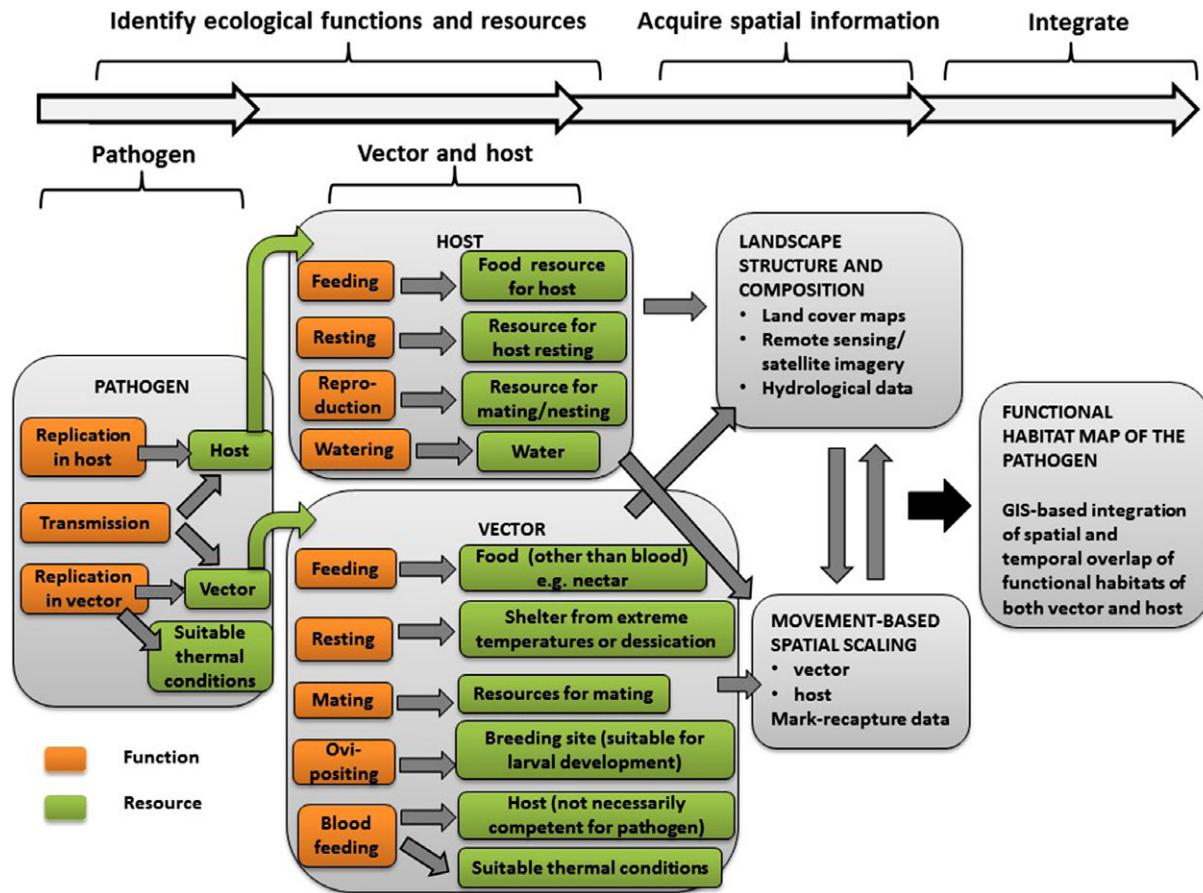 Identify ecological functions and resources
Acquire spatial information
Integrate
Pathogen
Vector and host
PATHOGEN
Replication
in host
Host
Transmission
Replication
in vector
Vector
Suitable
thermal
conditions
Function
Resource
HOST
Feeding
Food resource
for host
Resting
Resource for
host resting
Repro-
duction
Resource for
mating/nesting
Watering
Water
VECTOR
Feeding
Food (other than blood)
e.g. nectar
Resting
Shelter from extreme
temperatures or dessication
Mating
Resources for mating
Ovi-
positing
Breeding site (suitable for
larval development)
Blood
feeding
Host (not necessarily
competent for pathogen)
Suitable thermal conditions
LANDSCAPE
STRUCTURE AND
COMPOSITION
• Land cover maps
• Remote sensing/
satellite imagery
• Hydrological data
MOVEMENT-BASED
SPATIAL SCALING
• vector
• host
Mark-recapture data
FUNCTIONAL
HABITAT MAP OF THE
PATHOGEN
GIS-based integration
of spatial and
temporal overlap of
functional habitats of
both vector and host